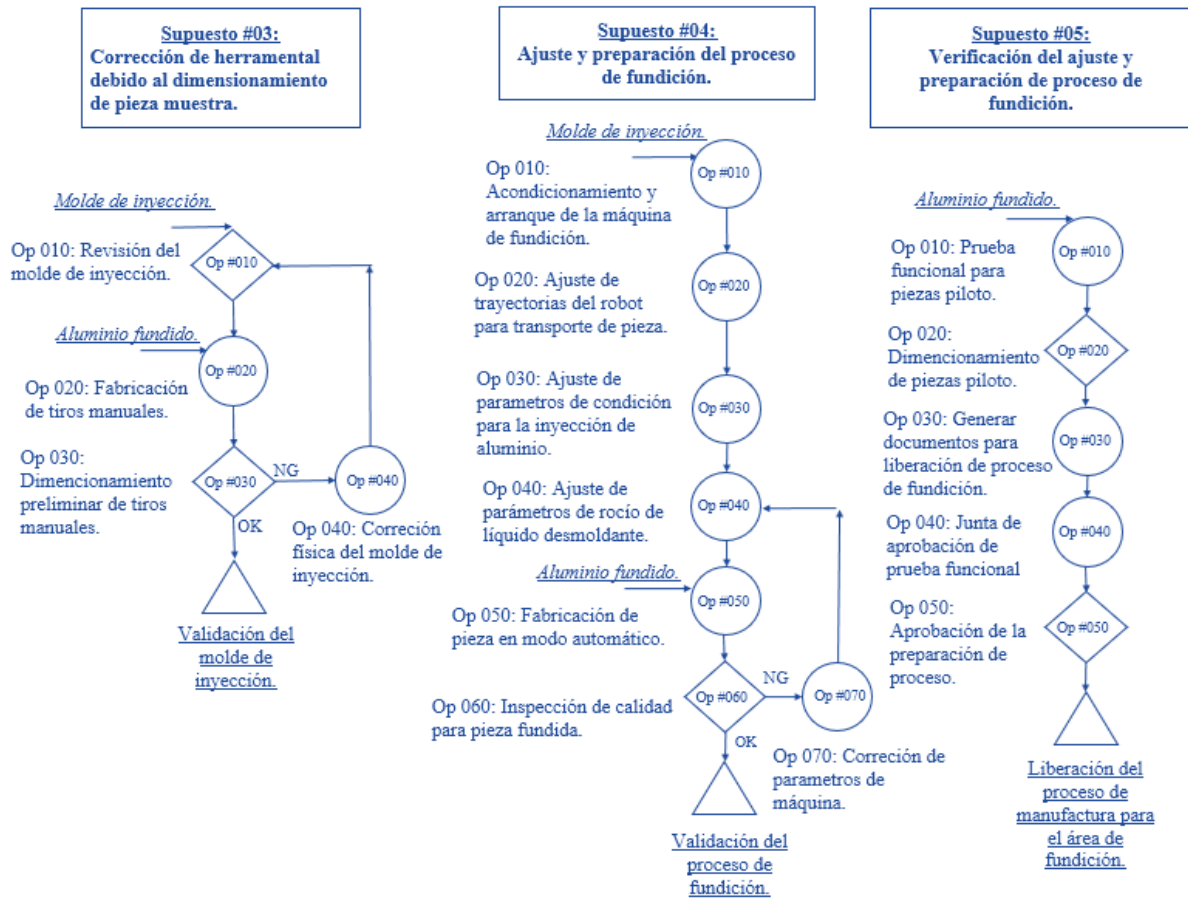 Supuesto #03:
Corrección de herramental
debido al dimensionamiento
de pieza muestra.
Molde de inyección.
Op 010: Revisión del
molde de inyección.
Op #010
Aluminio fundido.
Op #020
Op 020: Fabricación
de tiros manuales.
Op 030:
Dimencionamiento
preliminar de tiros
manuales.
Op #030
NG
Op #040
OK
Op 040: Correción
física del molde de
inyección.
Validación del
molde de
inyección.
Supuesto #04:
Ajuste y preparación del proceso
de fundición.
Molde de inyección.
Op #010
Op 010:
Acondicionamiento y
arranque de la máquina
de fundición.
Op #020
Op 020: Ajuste de
trayectorias del robot
para transporte de pieza.
Op 030: Ajuste de
parametros de condición
para la inyección de
aluminio.
Op #030
Op 040: Ajuste de
parámetros de rocío de
líquido desmoldante.
Op #040
Aluminio fundido.
Op #050
Op 050: Fabricación de
pieza en modo automático.
Op 060: Inspección de calidad
para pieza fundida.
Op #060
NG
Op #070
OK
Op 070: Correción de
parametros de
máquina.
Validación del
proceso de
fundición.
Supuesto #05:
Verificación del ajuste y
preparación de proceso de
fundición.
Aluminio fundido.
Op #010
Op 010: Prueba
funcional para
piezas piloto.
Op 020:
Dimencionamiento
de piezas piloto.
Op #020
Op 030: Generar
documentos para
liberación de proceso
de fundición.
Op #030
Op 040: Junta de
aprobación de
prueba funcional
Op #040
Op 050:
Aprobación de la
preparación de
proceso.
Op #050
Liberación del
proceso de
manufactura para
el área de
fundición.